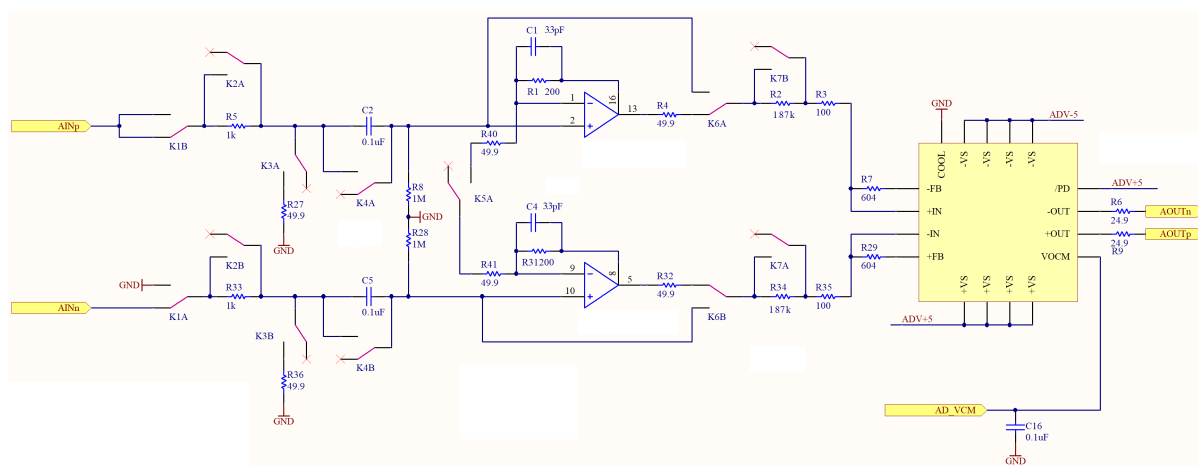 C1 33pF
K7B
K2A
R1 200
R2
187k
R3
100
C2
0.1uF
1
2
16
13
R4
49.9
K6A
GND
ADV-5
AINp
R5
1k
K1B
R40
49.9
COOL
-VS
-VS
-VS
-VS
K3A
K4A
K5A
R8
1M
GND
R27
49.9
GND
R7
604
-FB
+IN
-IN
+FB
/PD
-OUT
+OUT
VOCM
ADV+5
R6
24.9
AOUTn
AOUTp
24.9
R9
C4 33pF
R28
1M
K2B
R31200
K7A
R29
604
GND
R33
1k
C5
0.1uF
R41
49.9
9
10
8
5
R32
49.9
R34
187k
R35
100
AINn
K1A
K6B
+VS
+VS
+VS
+VS
ADV+5
K3B
K4B
R36
49.9
GND
AD_VCM
C16
0.1uF
GND